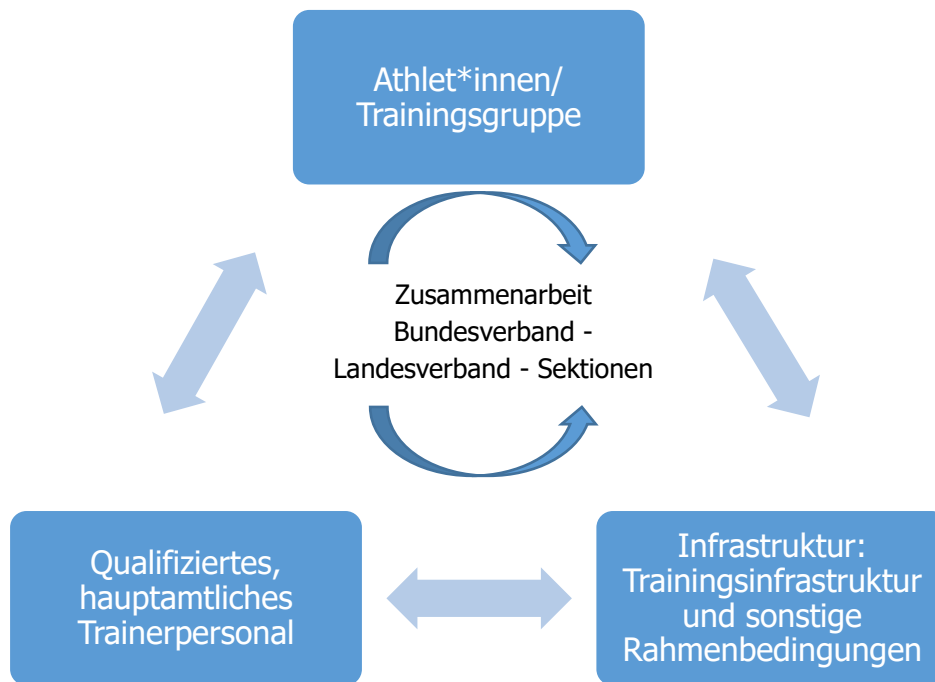 Athlet*innen/
Trainingsgruppe
Zusammenarbeit
Bundesverband -
Landesverband - Sektionen
Qualifiziertes,
hauptamtliches
Trainerpersonal
Infrastruktur:
Trainingsinfrastruktur
und sonstige
Rahmenbedingungen